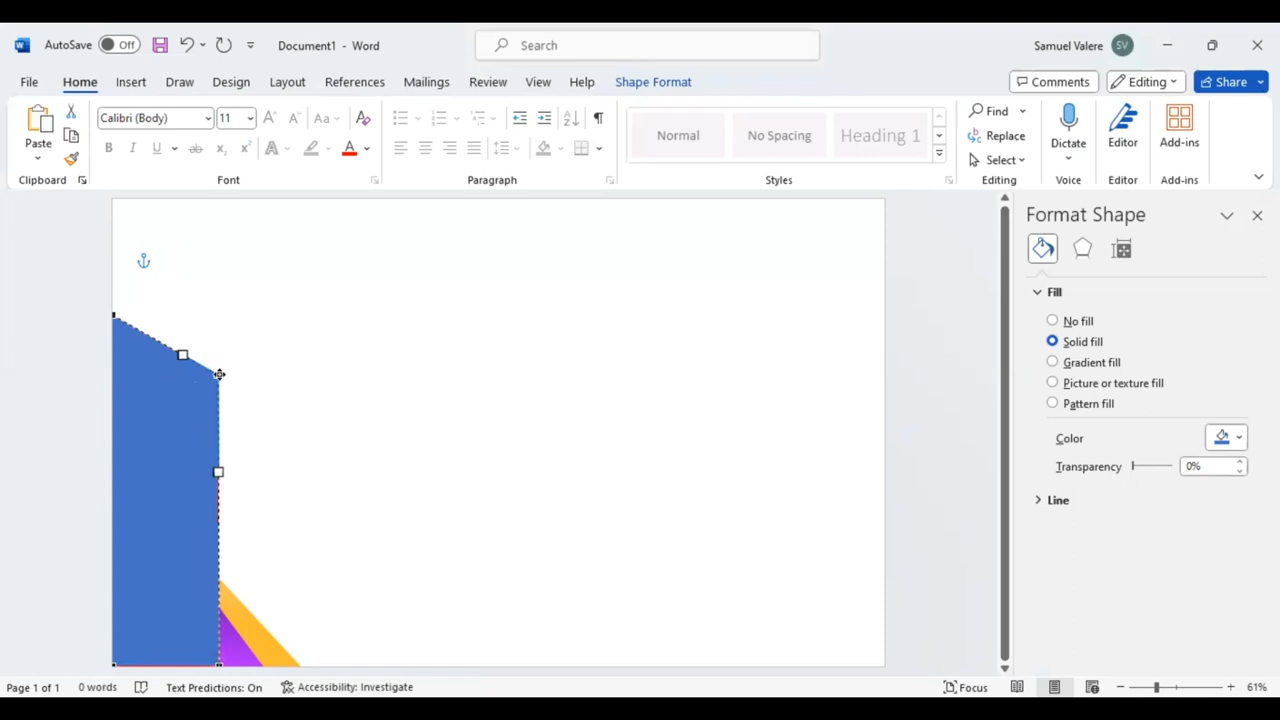 AutoSave Off Document1 - Word Search Samuel Valere SV
File Home Insert Draw Design Layout References Mailings Review View Help Shape Format Comments Editing Share
Paste Calibri (Body) 11 Aa Normal No Spacing Heading 1 Find Replace Select Dictate Editor Add-ins
Clipboard Font Paragraph Styles Editing Voice Editor Add-ins
Format Shape
Fill
No fill
Solid fill
Gradient fill
Picture or texture fill
Pattern fill
Color
Transparency 0%
Line
Page 1 of 1 0 words Text Predictions: On Accessibility: Investigate Focus 61%